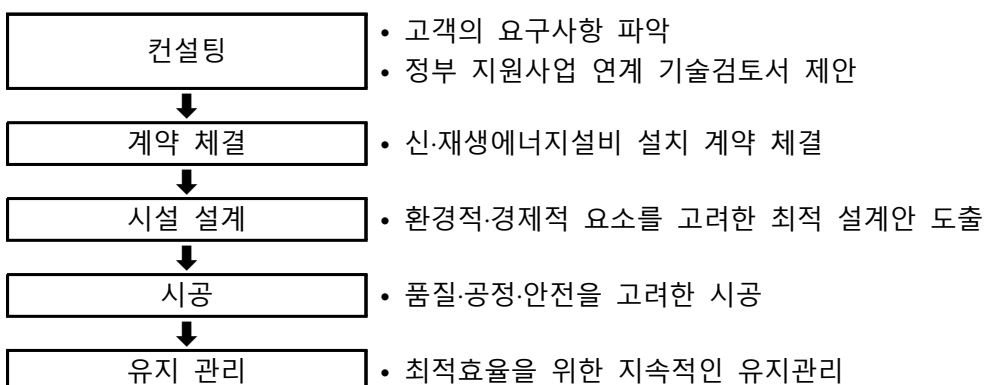 컨설팅
• 고객의 요구사항 파악
• 정부 지원사업 연계 기술검토서 제안
계약 체결
• 신·재생에너지설비 설치 계약 체결
시설 설계
• 환경적·경제적 요소를 고려한 최적 설계안 도출
시공
• 품질·공정·안전을 고려한 시공
유지 관리
• 최적효율을 위한 지속적인 유지관리